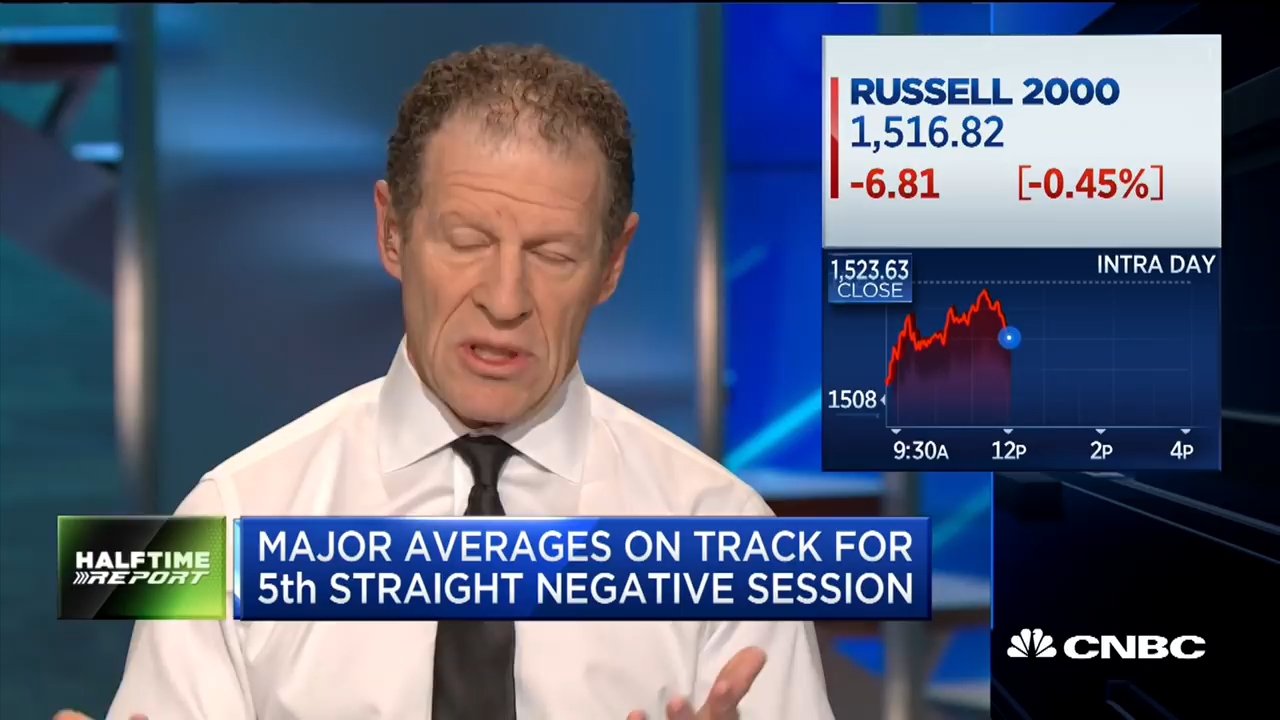 RUSSELL 2000
1,516.82
-6.81 [-0.45%]
1,523.63
CLOSE
INTRA DAY
1508
9:30A 12P 2P 4P
HALFTIME
REPORT
MAJOR AVERAGES ON TRACK FOR
5th STRAIGHT NEGATIVE SESSION
CNBC